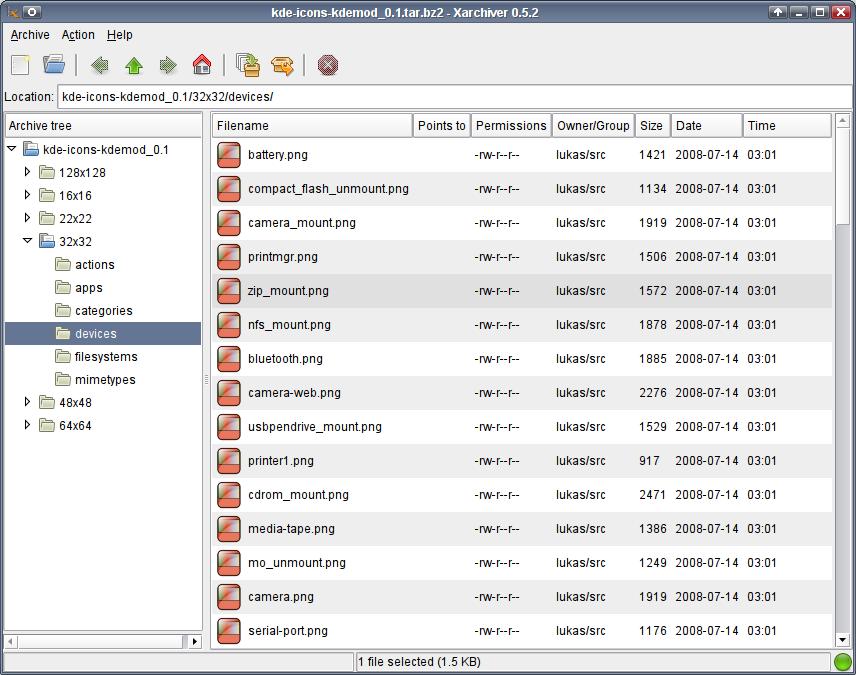 kde-icons-kdemod_0.1.tar.bz2 - Xarchiver 0.5.2
Archive Action Help
Location: kde-icons-kdemod_0.1/32x32/devices/
Archive tree
kde-icons-kdemod_0.1
128x128
16x16
22x22
32x32
actions
apps
categories
devices
filesystems
mimetypes
48x48
64x64
Filename Points to Permissions Owner/Group Size Date Time
battery.png -rw-r--r-- lukas/src 1421 2008-07-14 03:01
compact_flash_unmount.png -rw-r--r-- lukas/src 1134 2008-07-14 03:01
camera_mount.png -rw-r--r-- lukas/src 1919 2008-07-14 03:01
printmgr.png -rw-r--r-- lukas/src 1506 2008-07-14 03:01
zip_mount.png -rw-r--r-- lukas/src 1572 2008-07-14 03:01
nfs_mount.png -rw-r--r-- lukas/src 1878 2008-07-14 03:01
bluetooth.png -rw-r--r-- lukas/src 1885 2008-07-14 03:01
camera-web.png -rw-r--r-- lukas/src 2276 2008-07-14 03:01
usbpendrive_mount.png -rw-r--r-- lukas/src 1529 2008-07-14 03:01
printer1.png -rw-r--r-- lukas/src 917 2008-07-14 03:01
cdrom_mount.png -rw-r--r-- lukas/src 2471 2008-07-14 03:01
media-tape.png -rw-r--r-- lukas/src 1386 2008-07-14 03:01
mo_unmount.png -rw-r--r-- lukas/src 1249 2008-07-14 03:01
camera.png -rw-r--r-- lukas/src 1919 2008-07-14 03:01
serial-port.png -rw-r--r-- lukas/src 1176 2008-07-14 03:01
1 file selected (1.5 KB)